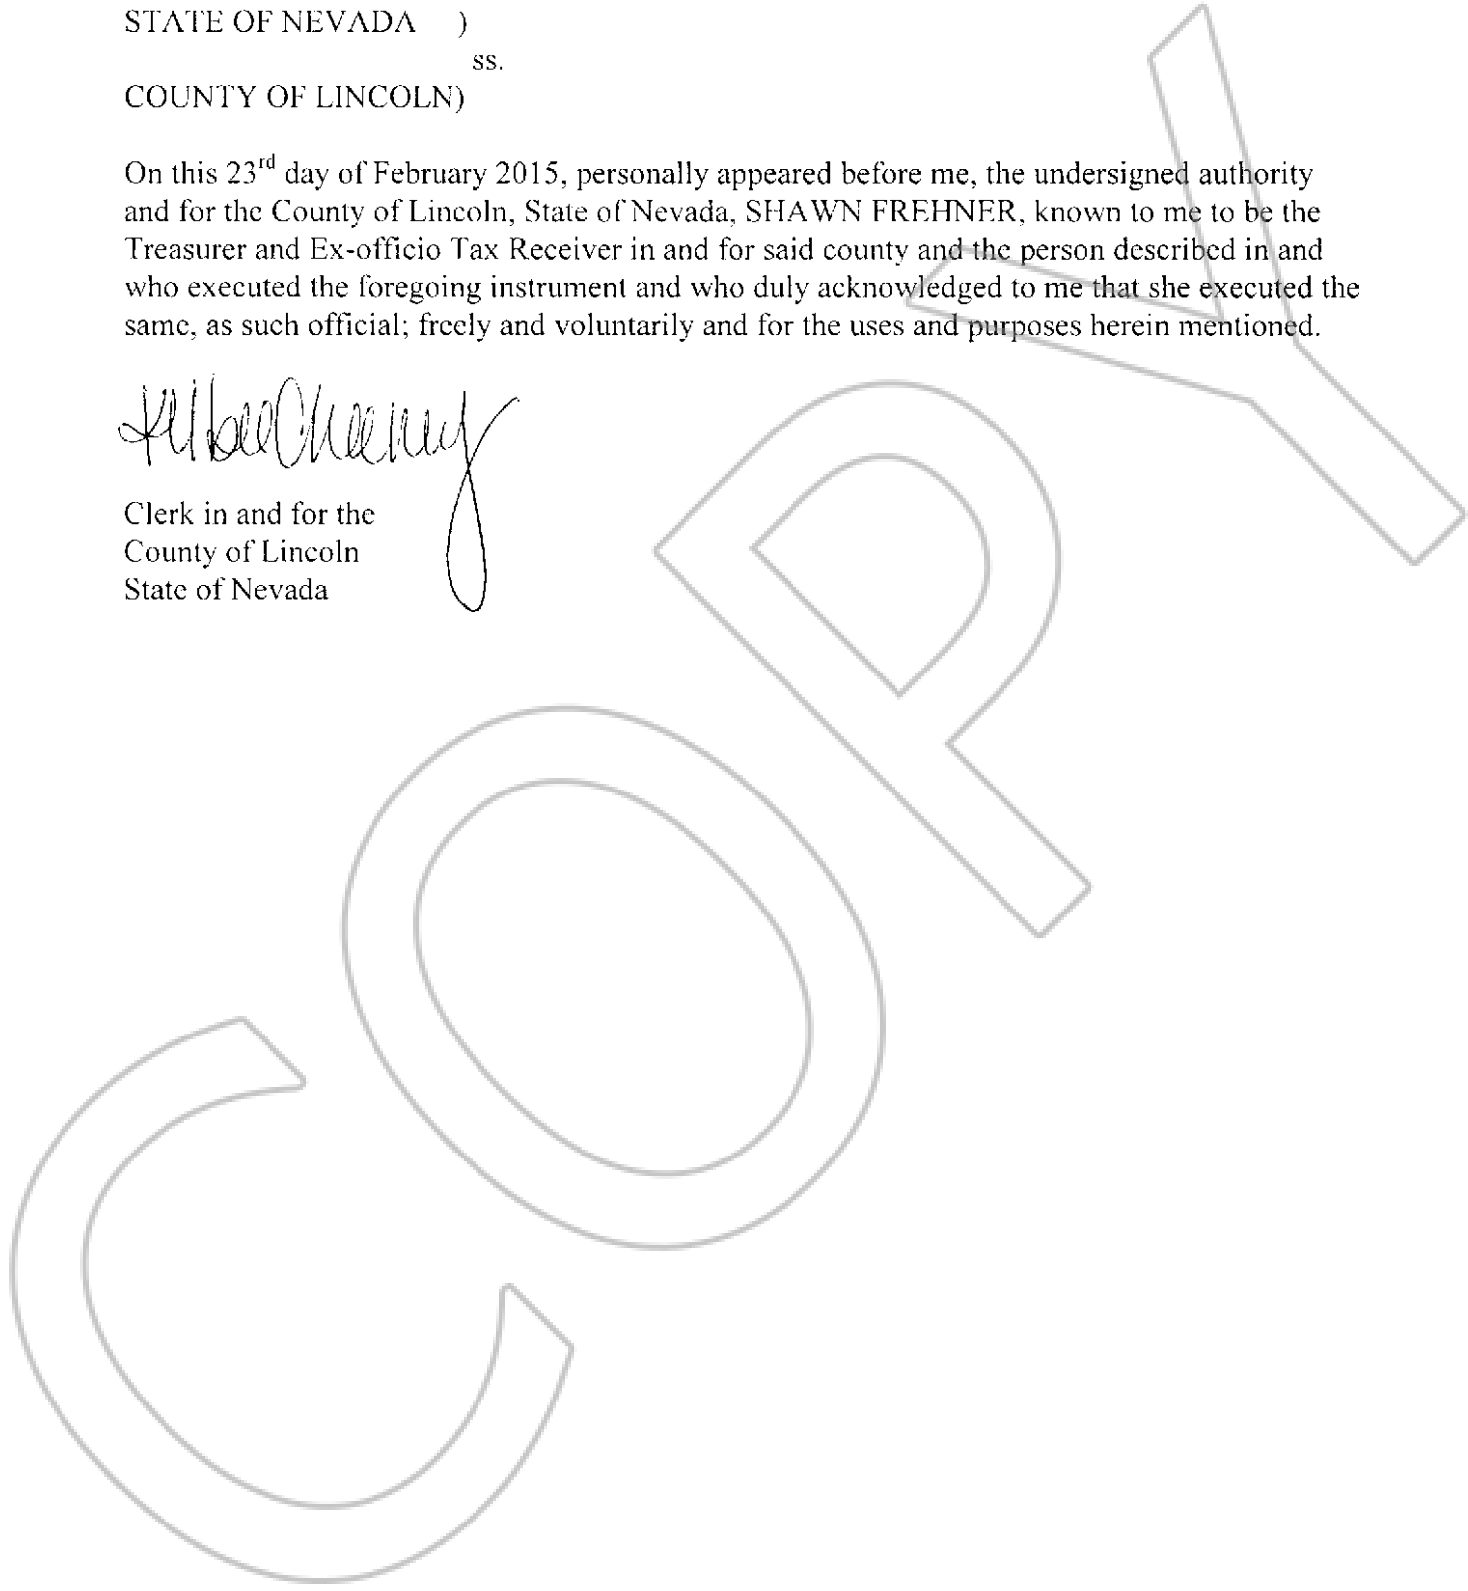 STATE OF NEVADA )
ss.
COUNTY OF LINCOLN)
On this 23rd day of February 2015, personally appeared before me, the undersigned authority
and for the County of Lincoln, State of Nevada, SHAWN FREHNER, known to me to be the
Treasurer and Ex-officio Tax Receiver in and for said county and the person described in and
who executed the foregoing instrument and who duly acknowledged to me that she executed the
same, as such official; freely and voluntarily and for the uses and purposes herein mentioned.
Clerk in and for the
County of Lincoln
State of Nevada
COPY